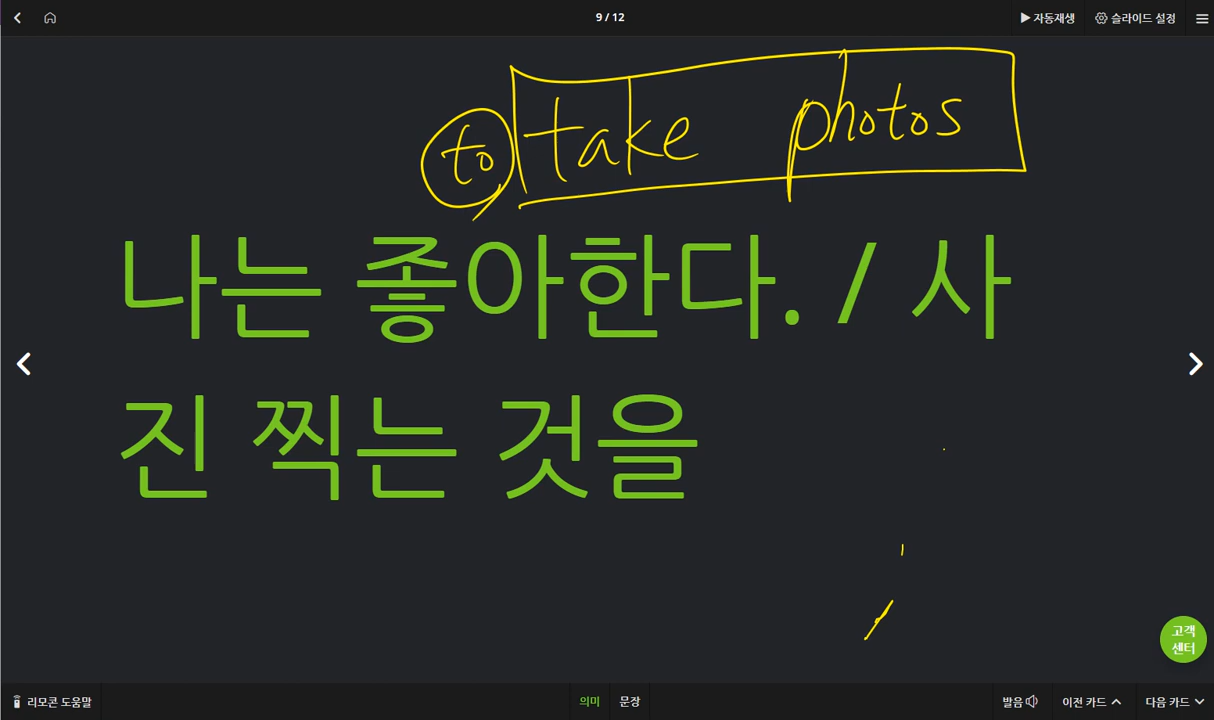 9 / 12
▶ 자동재생
슬라이드 설정
to take photos
나는 좋아한다. / 사
진 찍는 것을
고객
센터
리모콘 도움말
의미
문장
발음
이전 카드
다음 카드